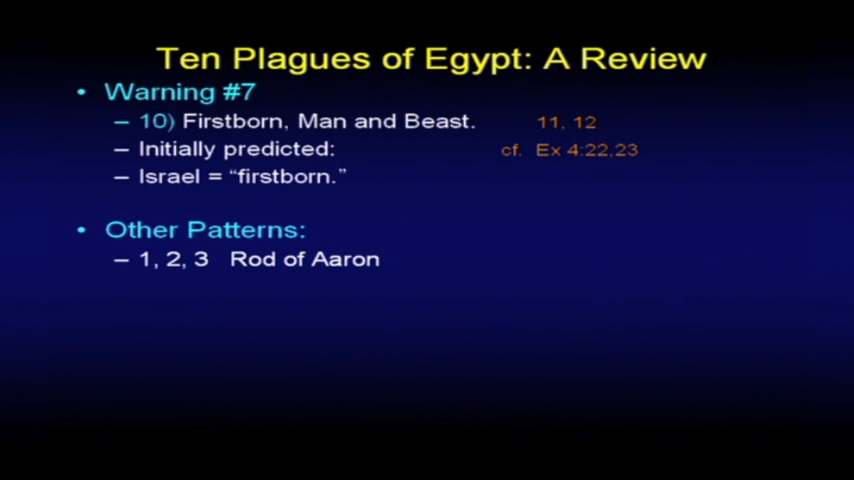 Ten Plagues of Egypt: A Review
• Warning #7
– 10) Firstborn, Man and Beast. 11, 12
– Initially predicted: cf. Ex 4:22,23
– Israel = “firstborn.”
• Other Patterns:
– 1, 2, 3 Rod of Aaron